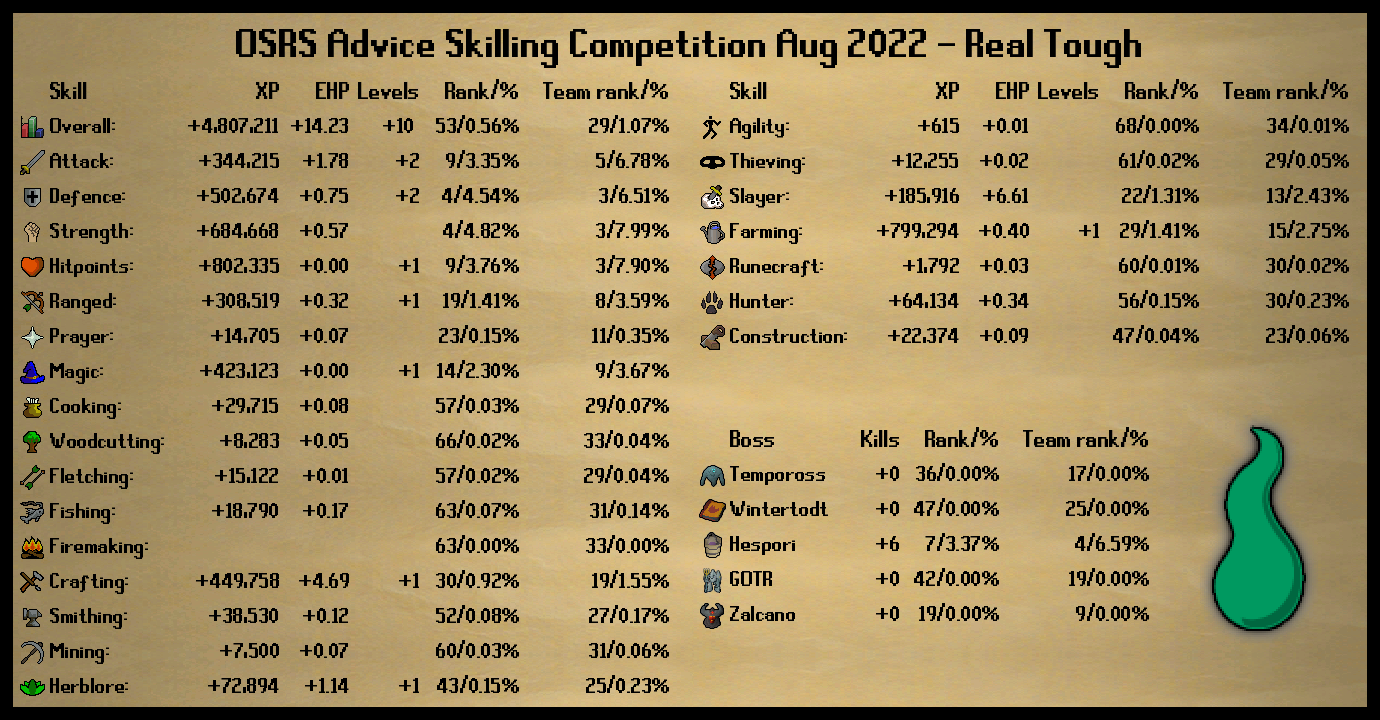 OSRS Advice Skilling Competition Aug 2022 - Real Tough
Skill XP EHP Levels Rank/% Team rank/%
Overall: +4,807,211 +14.23 +10 53/0.56% 29/1.07%
Attack: +344,215 +1.78 +2 9/3.35% 5/6.78%
Defence: +502,674 +0.75 +2 4/4.54% 3/6.51%
Strength: +684,668 +0.57 4/4.82% 3/7.99%
Hitpoints: +802,335 +0.00 +1 9/3.76% 3/7.90%
Ranged: +308,519 +0.32 +1 19/1.41% 8/3.59%
Prayer: +14,705 +0.07 23/0.15% 11/0.35%
Magic: +423,123 +0.00 +1 14/2.30% 9/3.67%
Cooking: +29,715 +0.08 57/0.03% 29/0.07%
Woodcutting: +8,283 +0.05 66/0.02% 33/0.04%
Fletching: +15,122 +0.01 57/0.02% 29/0.04%
Fishing: +18,790 +0.17 63/0.07% 31/0.14%
Firemaking: 63/0.00% 33/0.00%
Crafting: +449,758 +4.69 +1 30/0.92% 19/1.55%
Smithing: +38,530 +0.12 52/0.08% 27/0.17%
Mining: +7,500 +0.07 60/0.03% 31/0.06%
Herblore: +72,894 +1.14 +1 43/0.15% 25/0.23%
Skill XP EHP Levels Rank/% Team rank/%
Agility: +615 +0.01 68/0.00% 34/0.01%
Thieving: +12,255 +0.02 61/0.02% 29/0.05%
Slayer: +185,916 +6.61 22/1.31% 13/2.43%
Farming: +799,294 +0.40 +1 29/1.41% 15/2.75%
Runecraft: +1,792 +0.03 60/0.01% 30/0.02%
Hunter: +64,134 +0.34 56/0.15% 30/0.23%
Construction: +22,374 +0.09 47/0.04% 23/0.06%
Boss Kills Rank/% Team rank/%
Tempoross +0 36/0.00% 17/0.00%
Wintertodt +0 47/0.00% 25/0.00%
Hespori +6 7/3.37% 4/6.59%
GOTR +0 42/0.00% 19/0.00%
Zalcano +0 19/0.00% 9/0.00%